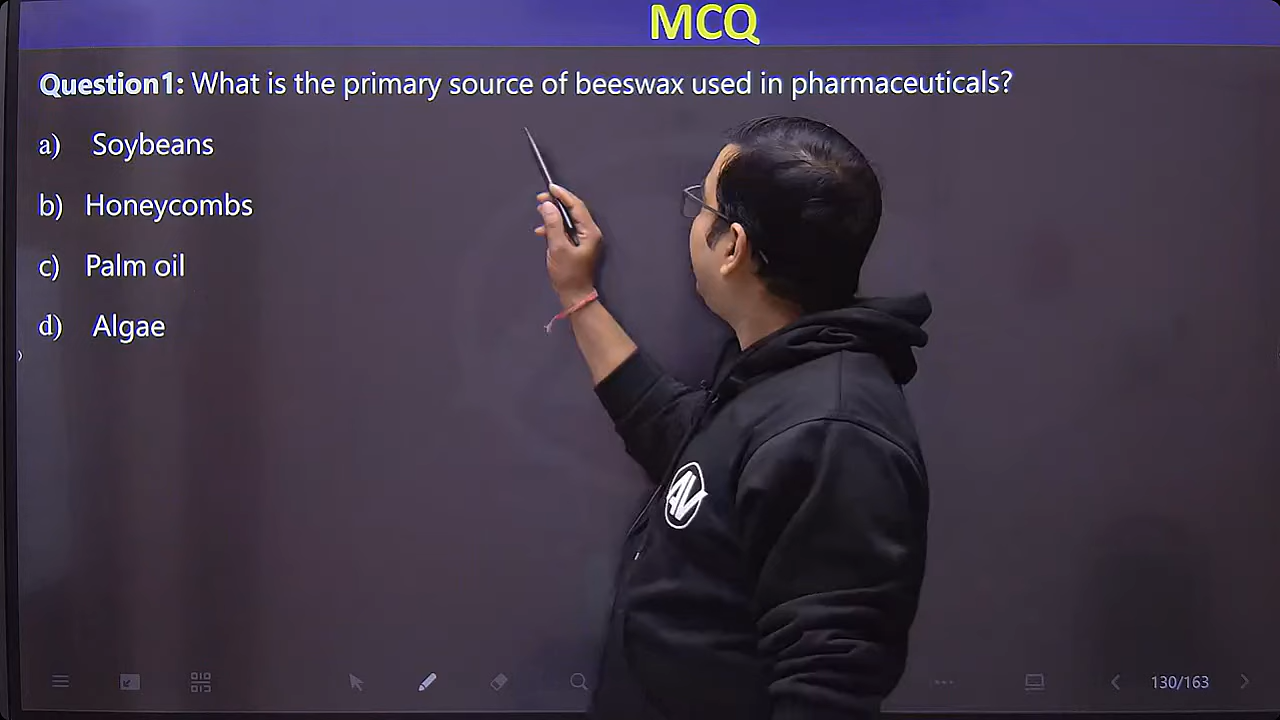 MCQ
Question1: What is the primary source of beeswax used in pharmaceuticals?
a) Soybeans
b) Honeycombs
c) Palm oil
d) Algae
AV
130/163